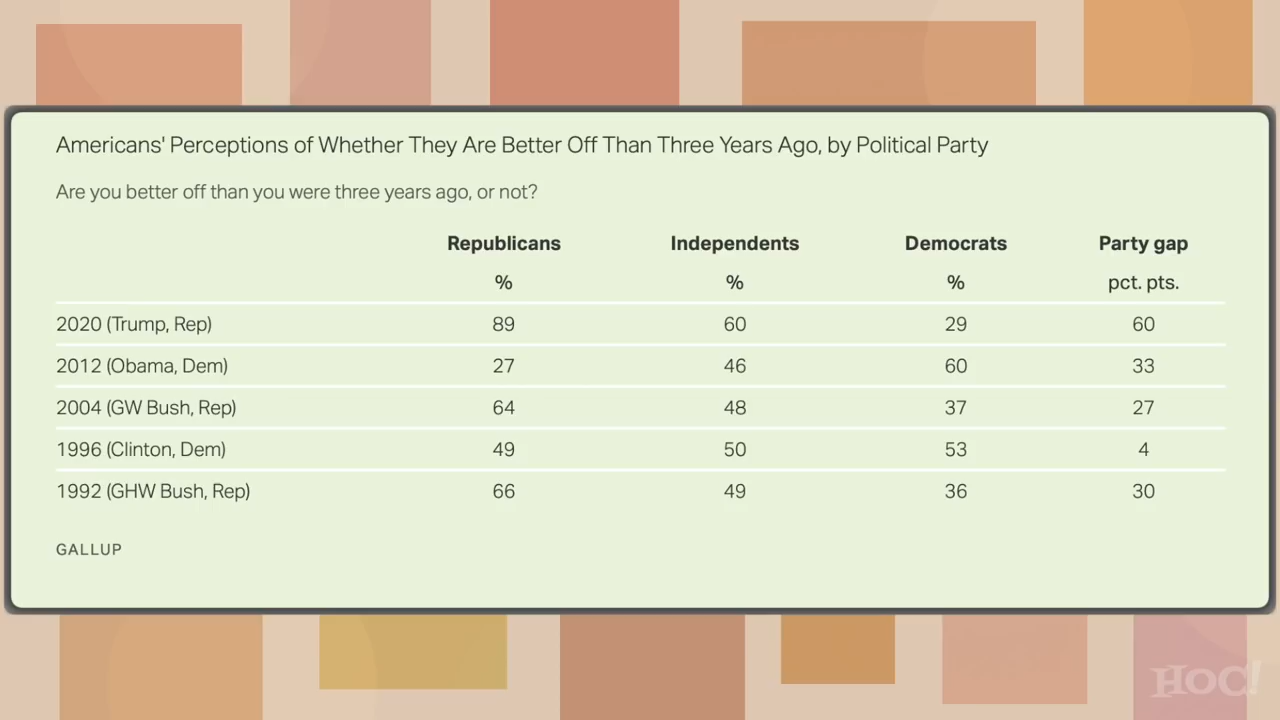 Americans' Perceptions of Whether They Are Better Off Than Three Years Ago, by Political Party
Are you better off than you were three years ago, or not?
Republicans Independents Democrats Party gap
% % % pct. pts.
2020 (Trump, Rep) 89 60 29 60
2012 (Obama, Dem) 27 46 60 33
2004 (GW Bush, Rep) 64 48 37 27
1996 (Clinton, Dem) 49 50 53 4
1992 (GHW Bush, Rep) 66 49 36 30
GALLUP
HOC!